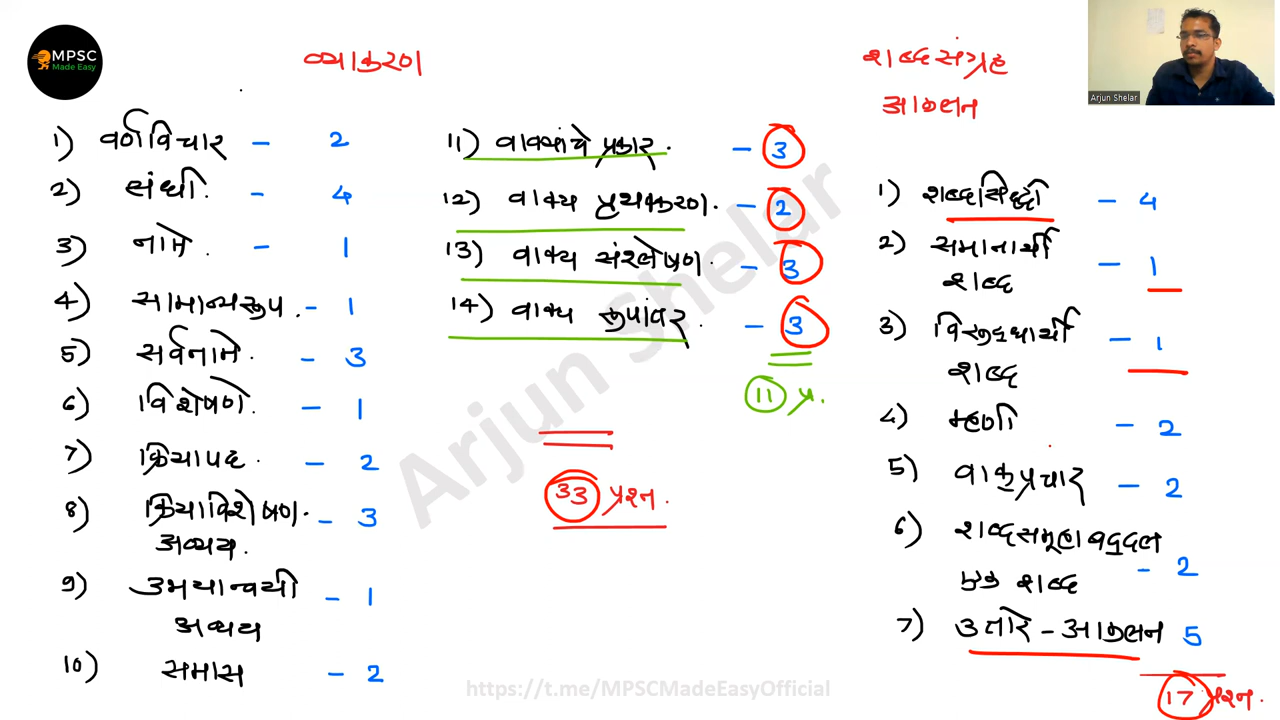 MPSC
Made Easy
व्याकरण
1) वर्णविचार - 2
2) संधी - 4
3) नामे - 1
4) सामान्यरूप - 1
5) सर्वनामे - 3
6) विशेषणे - 1
7) क्रियापद - 2
8) क्रियाविशेषण - 3
अव्यय
9) उभयान्वयी - 1
अव्यय
10) समास - 2
11) वाक्यांचे प्रकार - 3
12) वाक्य पृथक्करण - 2
13) वाक्य संश्लेषण - 3
14) वाक्य रूपांतर - 3
11 प्र.
33 प्रश्न.
शब्दसंग्रह
आकलन
1) शब्दसिद्धी - 4
2) समानार्थी - 1
शब्द
3) विरुद्धार्थी - 1
शब्द
4) म्हणी - 2
5) वाक्प्रचार - 2
6) शब्दसमूहाबद्दल
एक शब्द - 2
7) उतारे - आकलन 5
17 प्रश्न.
Arjun Shelar
Arjun Shelar
https://t.me/MPSCMadeEasyOfficial